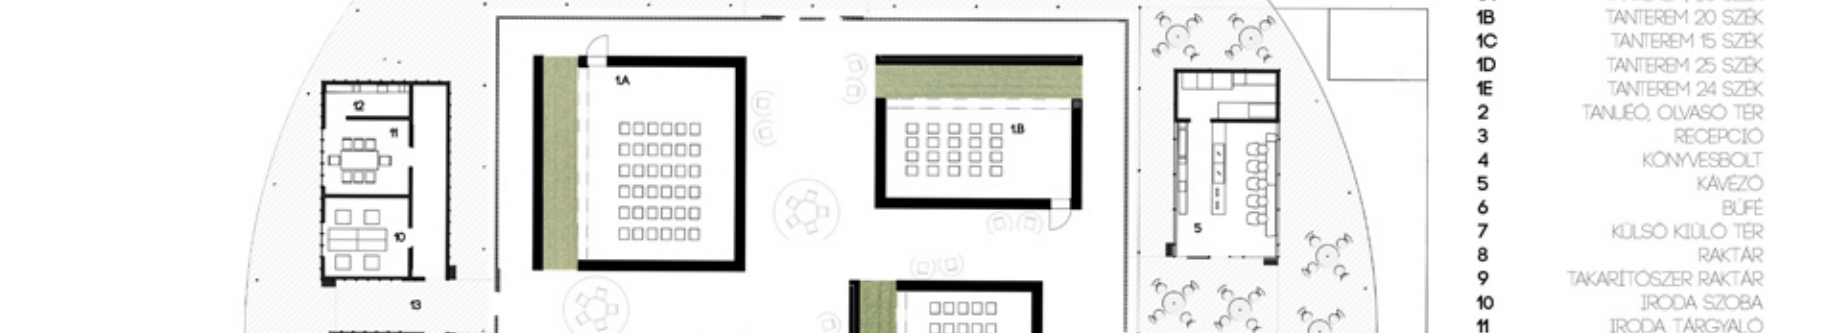 1A
1B
12
11
10
13
5
1B TANTEREM 20 SZÉK
1C TANTEREM 15 SZÉK
1D TANTEREM 25 SZÉK
1E TANTEREM 24 SZÉK
2 TANULÓ, OLVASÓ TÉR
3 RECEPCIÓ
4 KÖNYVESBOLT
5 KÁVÉZÓ
6 BÜFÉ
7 KÜLSŐ KIÜLŐ TÉR
8 RAKTÁR
9 TAKARÍTÓSZER RAKTÁR
10 IRODA SZOBA
11 IRODA TÁRGYALÓ